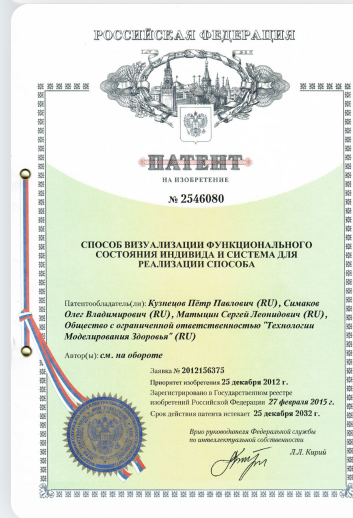 РОССИЙСКАЯ ФЕДЕРАЦИЯ
ПАТЕНТ
НА ИЗОБРЕТЕНИЕ
№ 2546080
СПОСОБ ВИЗУАЛИЗАЦИИ ФУНКЦИОНАЛЬНОГО
СОСТОЯНИЯ ИНДИВИДА И СИСТЕМА ДЛЯ
РЕАЛИЗАЦИИ СПОСОБА
Патентообладатель(ли): Кузнецов Пётр Павлович (RU), Симаков
Олег Владимирович (RU), Матыцин Сергей Леонидович (RU),
Общество с ограниченной ответственностью "Технологии
Моделирования Здоровья" (RU)
Автор(ы): см. на обороте
Заявка № 2012156375
Приоритет изобретения 25 декабря 2012 г.
Зарегистрировано в Государственном реестре
изобретений Российской Федерации 27 февраля 2015 г.
Срок действия патента истекает 25 декабря 2032 г.
Врио руководителя Федеральной службы
по интеллектуальной собственности
Л.Л. Кирий